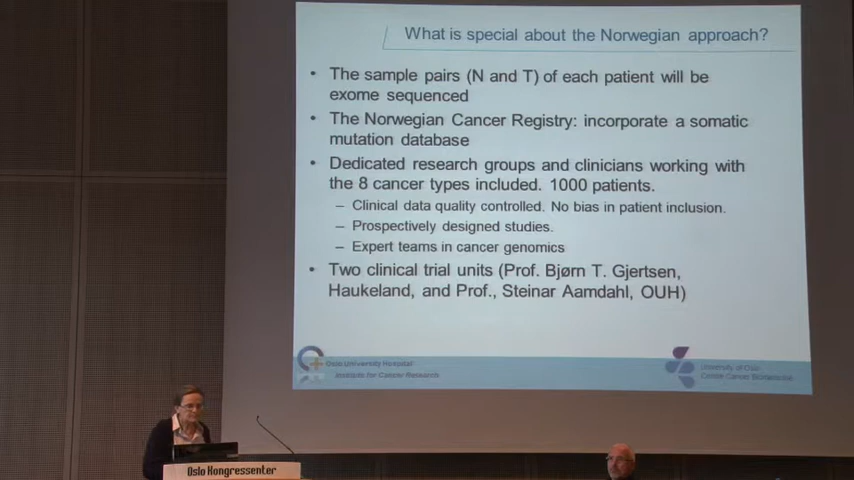 What is special about the Norwegian approach?
• The sample pairs (N and T) of each patient will be
exome sequenced
• The Norwegian Cancer Registry: incorporate a somatic
mutation database
• Dedicated research groups and clinicians working with
the 8 cancer types included. 1000 patients.
– Clinical data quality controlled. No bias in patient inclusion.
– Prospectively designed studies.
– Expert teams in cancer genomics
• Two clinical trial units (Prof. Bjørn T. Gjertsen,
Haukeland, and Prof., Steinar Aamdahl, OUH)
Oslo University Hospital
Institute for Cancer Research
University of Oslo
Centre Cancer Biomedicine
Oslo Kongressenter